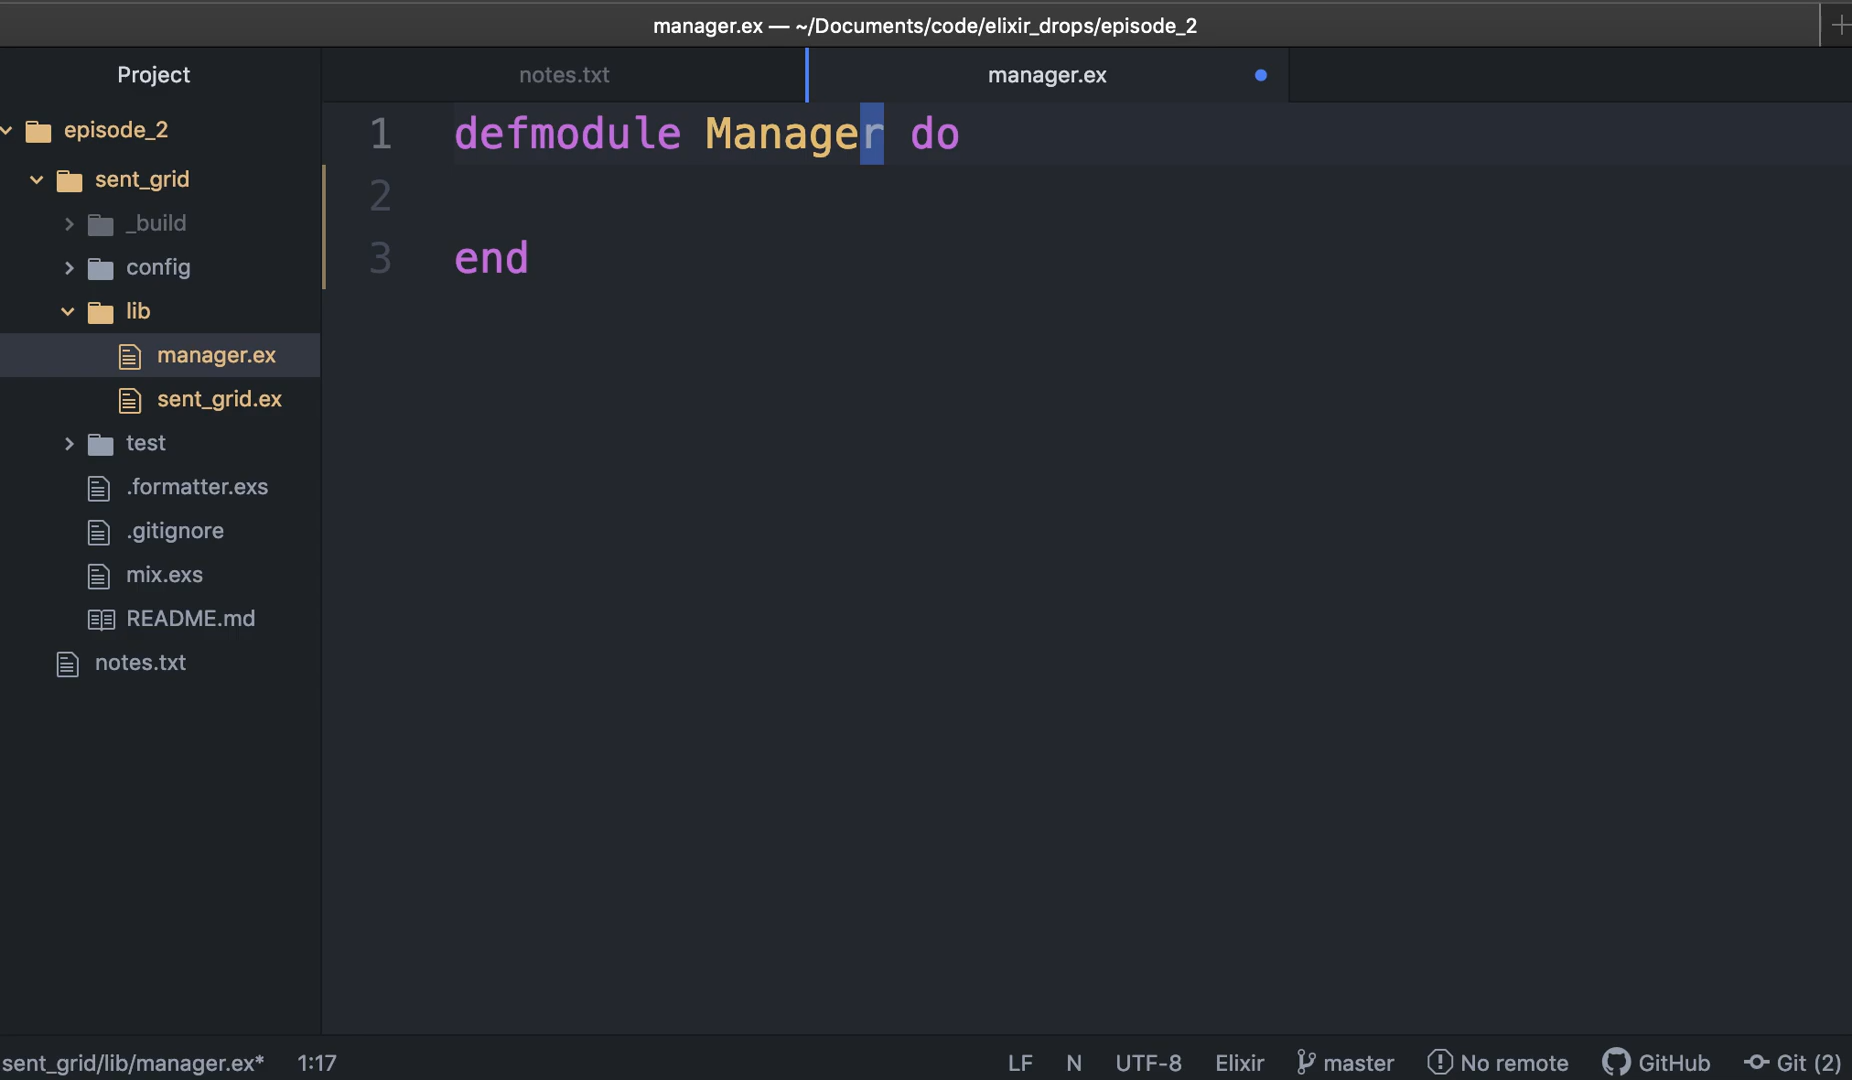 manager.ex — ~/Documents/code/elixir_drops/episode_2
Project
notes.txt
manager.ex
episode_2
sent_grid
_build
config
lib
manager.ex
sent_grid.ex
test
.formatter.exs
.gitignore
mix.exs
README.md
notes.txt
1 defmodule Manager do
2
3 end
sent_grid/lib/manager.ex* 1:17 LF N UTF-8 Elixir master No remote GitHub Git (2)